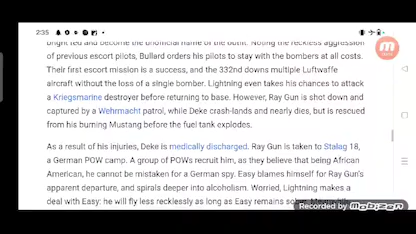 2:35
bright red and become the unofficial name of the outfit. Noting the reckless aggression
of previous escort pilots, Bullard orders his pilots to stay with the bombers at all costs.
Their first escort mission is a success, and the 332nd downs multiple Luftwaffe
aircraft without the loss of a single bomber. Lightning even takes his chances to attack
a Kriegsmarine destroyer before returning to base. However, Ray Gun is shot down and
captured by a Wehrmacht patrol, while Deke crash-lands and nearly dies, but is rescued
from his burning Mustang before the fuel tank explodes.
As a result of his injuries, Deke is medically discharged. Ray Gun is taken to Stalag 18,
a German POW camp. A group of POWs recruit him, as they believe that being African
American, he cannot be mistaken for a German spy. Easy blames himself for Ray Gun's
apparent departure, and spirals deeper into alcoholism. Worried, Lightning makes a
deal with Easy: he will fly less recklessly as long as Easy remains sober. Meanwhile
Recorded by mobizen